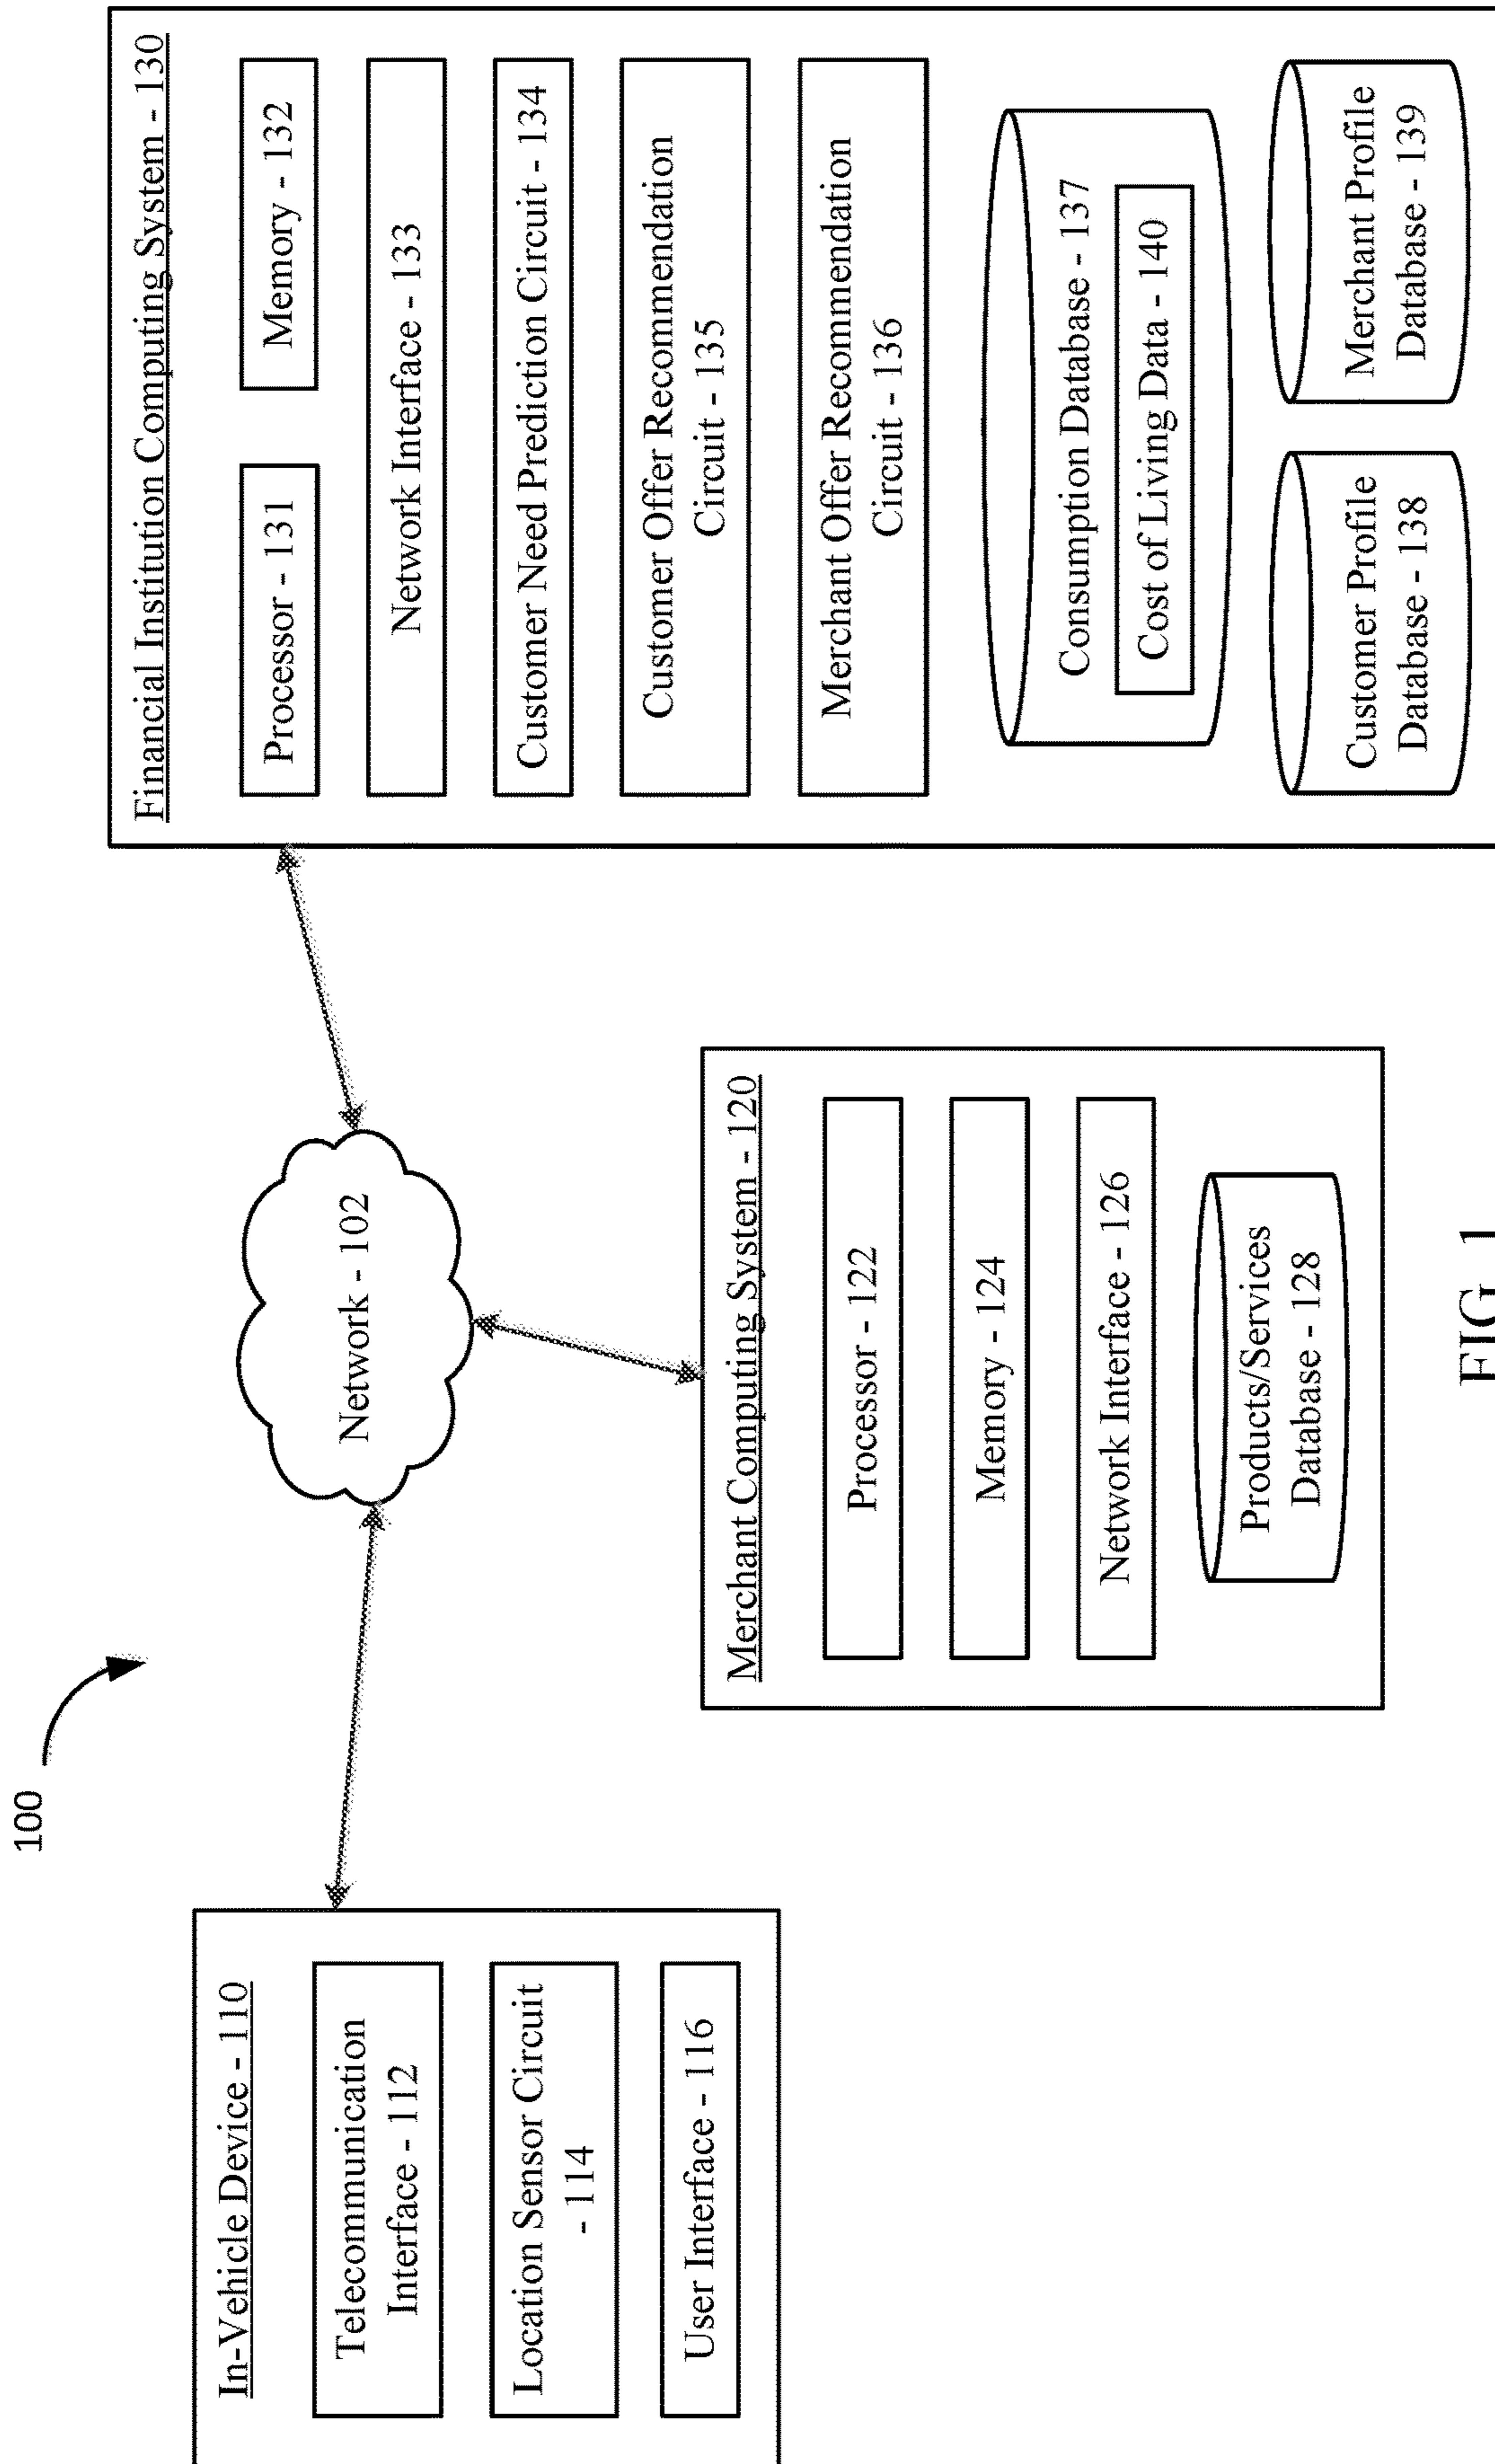 100
In-Vehicle Device - 110
Telecommunication
Interface - 112
Location Sensor Circuit
- 114
User Interface - 116
Network - 102
Merchant Computing System - 120
Processor - 122
Memory - 124
Network Interface - 126
Products/Services
Database - 128
Financial Institution Computing System - 130
Processor - 131
Memory - 132
Network Interface - 133
Customer Need Prediction Circuit - 134
Customer Offer Recommendation
Circuit - 135
Merchant Offer Recommendation
Circuit - 136
Consumption Database - 137
Cost of Living Data - 140
Customer Profile
Database - 138
Merchant Profile
Database - 139
FIG. 1